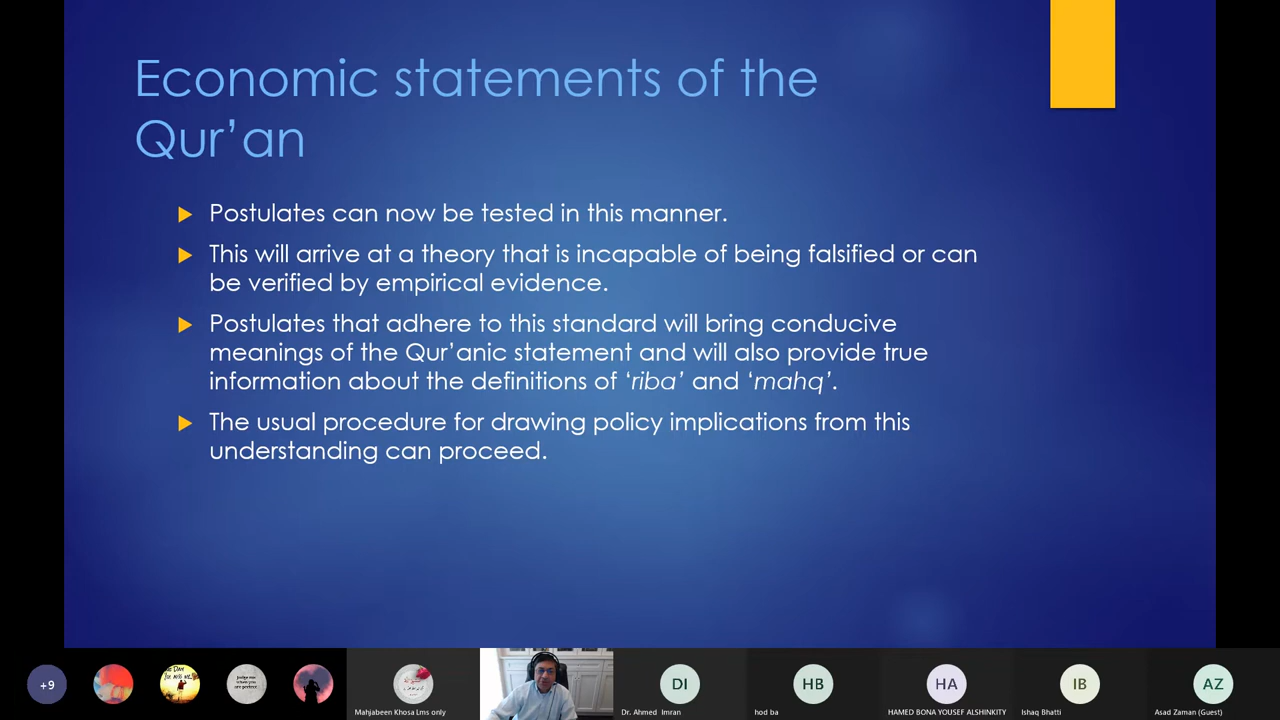 Economic statements of the
Qur’an
Postulates can now be tested in this manner.
This will arrive at a theory that is incapable of being falsified or can
be verified by empirical evidence.
Postulates that adhere to this standard will bring conducive
meanings of the Qur’anic statement and will also provide true
information about the definitions of ‘riba’ and ‘mahq’.
The usual procedure for drawing policy implications from this
understanding can proceed.
+9
DI
HB
HA
IB
AZ
Mahjabeen Khosa Lms only
Dr. Ahmed Imran
hod ba
HAMED BONA YOUSEF ALSHINKITY
Ishaq Bhatti
Asad Zaman (Guest)